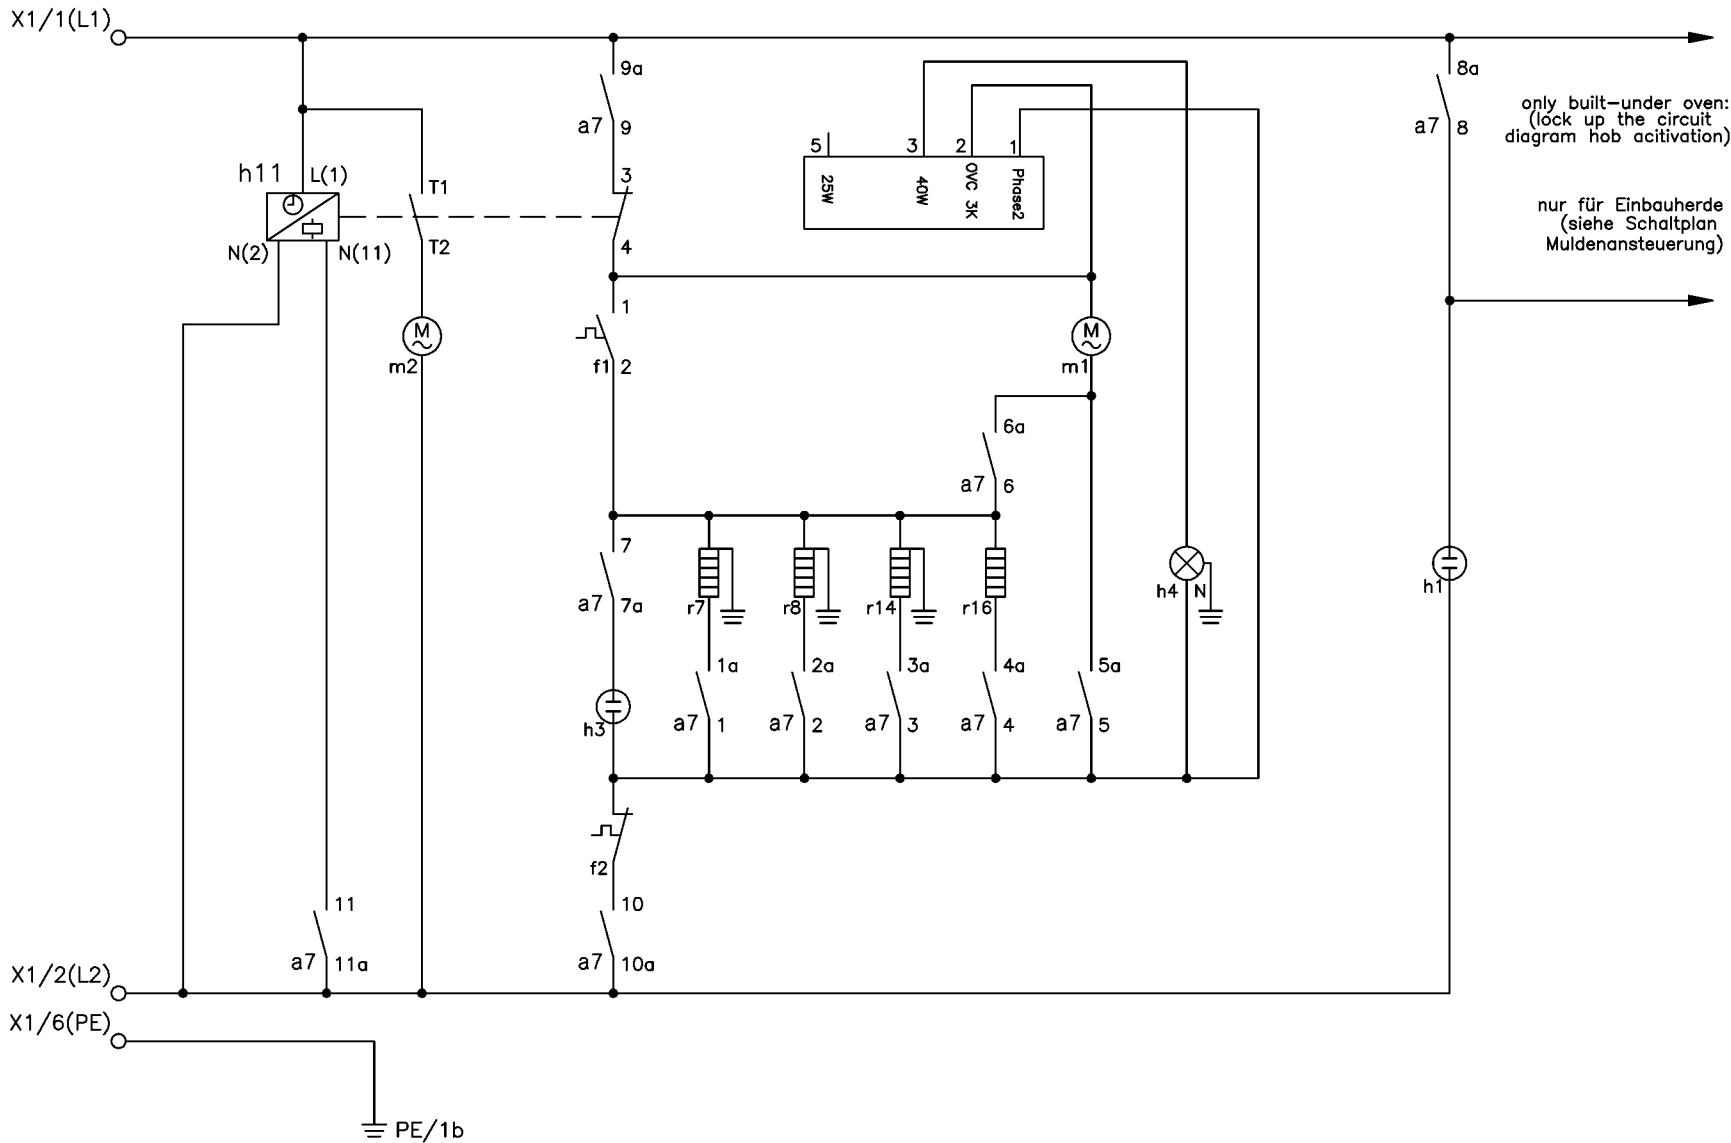 X1/1(L1)
9a
8a
only built-under oven:
(lock up the circuit
diagram hob acitivation)
a7 9
a7 8
5 3 2 1
25W
40W
OVC 3K
Phase2
h11 L(1)
3
T1
nur für Einbauherde
(siehe Schaltplan
Muldenansteuerung)
N(2) N(11)
T2
4
1
M
m2
f1 2
M
m1
6a
a7 6
7
a7 7a
r7
r8
r14
r16
h4 N
h1
1a
2a
3a
4a
5a
h3
a7 1
a7 2
a7 3
a7 4
a7 5
f2
11
10
a7 11a
a7 10a
X1/2(L2)
X1/6(PE)
PE/1b